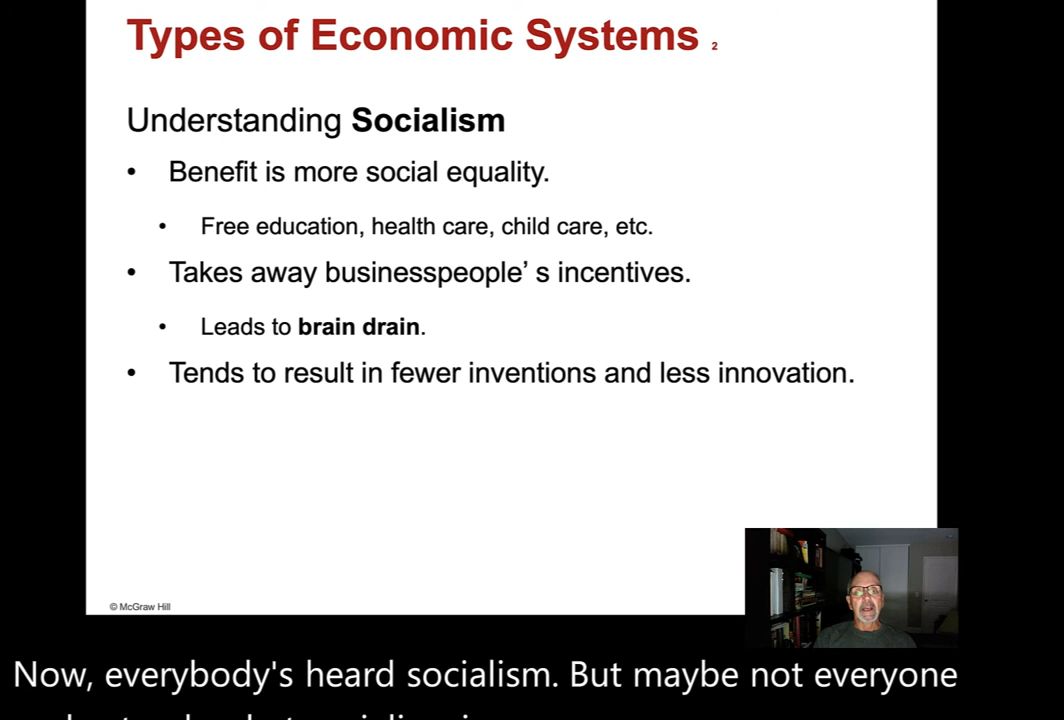 Types of Economic Systems 2
Understanding Socialism
• Benefit is more social equality.
• Free education, health care, child care, etc.
• Takes away businesspeople’ s incentives.
• Leads to brain drain.
• Tends to result in fewer inventions and less innovation.
© McGraw Hill
Now, everybody's heard socialism. But maybe not everyone